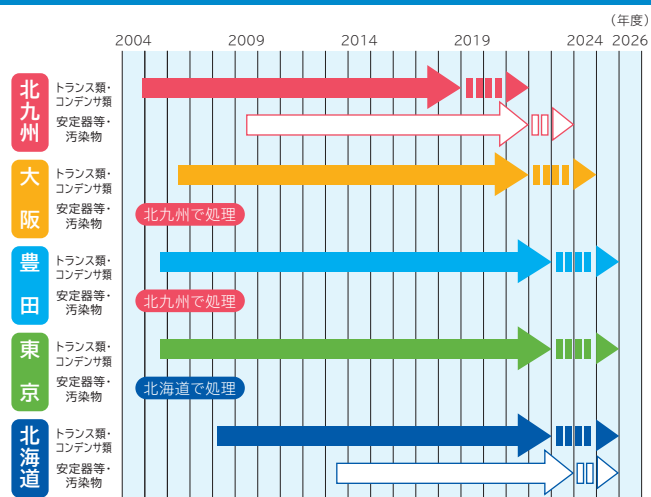 （年度）
2004 2009 2014 2019 2024 2026
北九州
トランス類・
コンデンサ類
安定器等・
汚染物
大阪
トランス類・
コンデンサ類
安定器等・
汚染物
北九州で処理
豊田
トランス類・
コンデンサ類
安定器等・
汚染物
北九州で処理
東京
トランス類・
コンデンサ類
安定器等・
汚染物
北海道で処理
北海道
トランス類・
コンデンサ類
安定器等・
汚染物